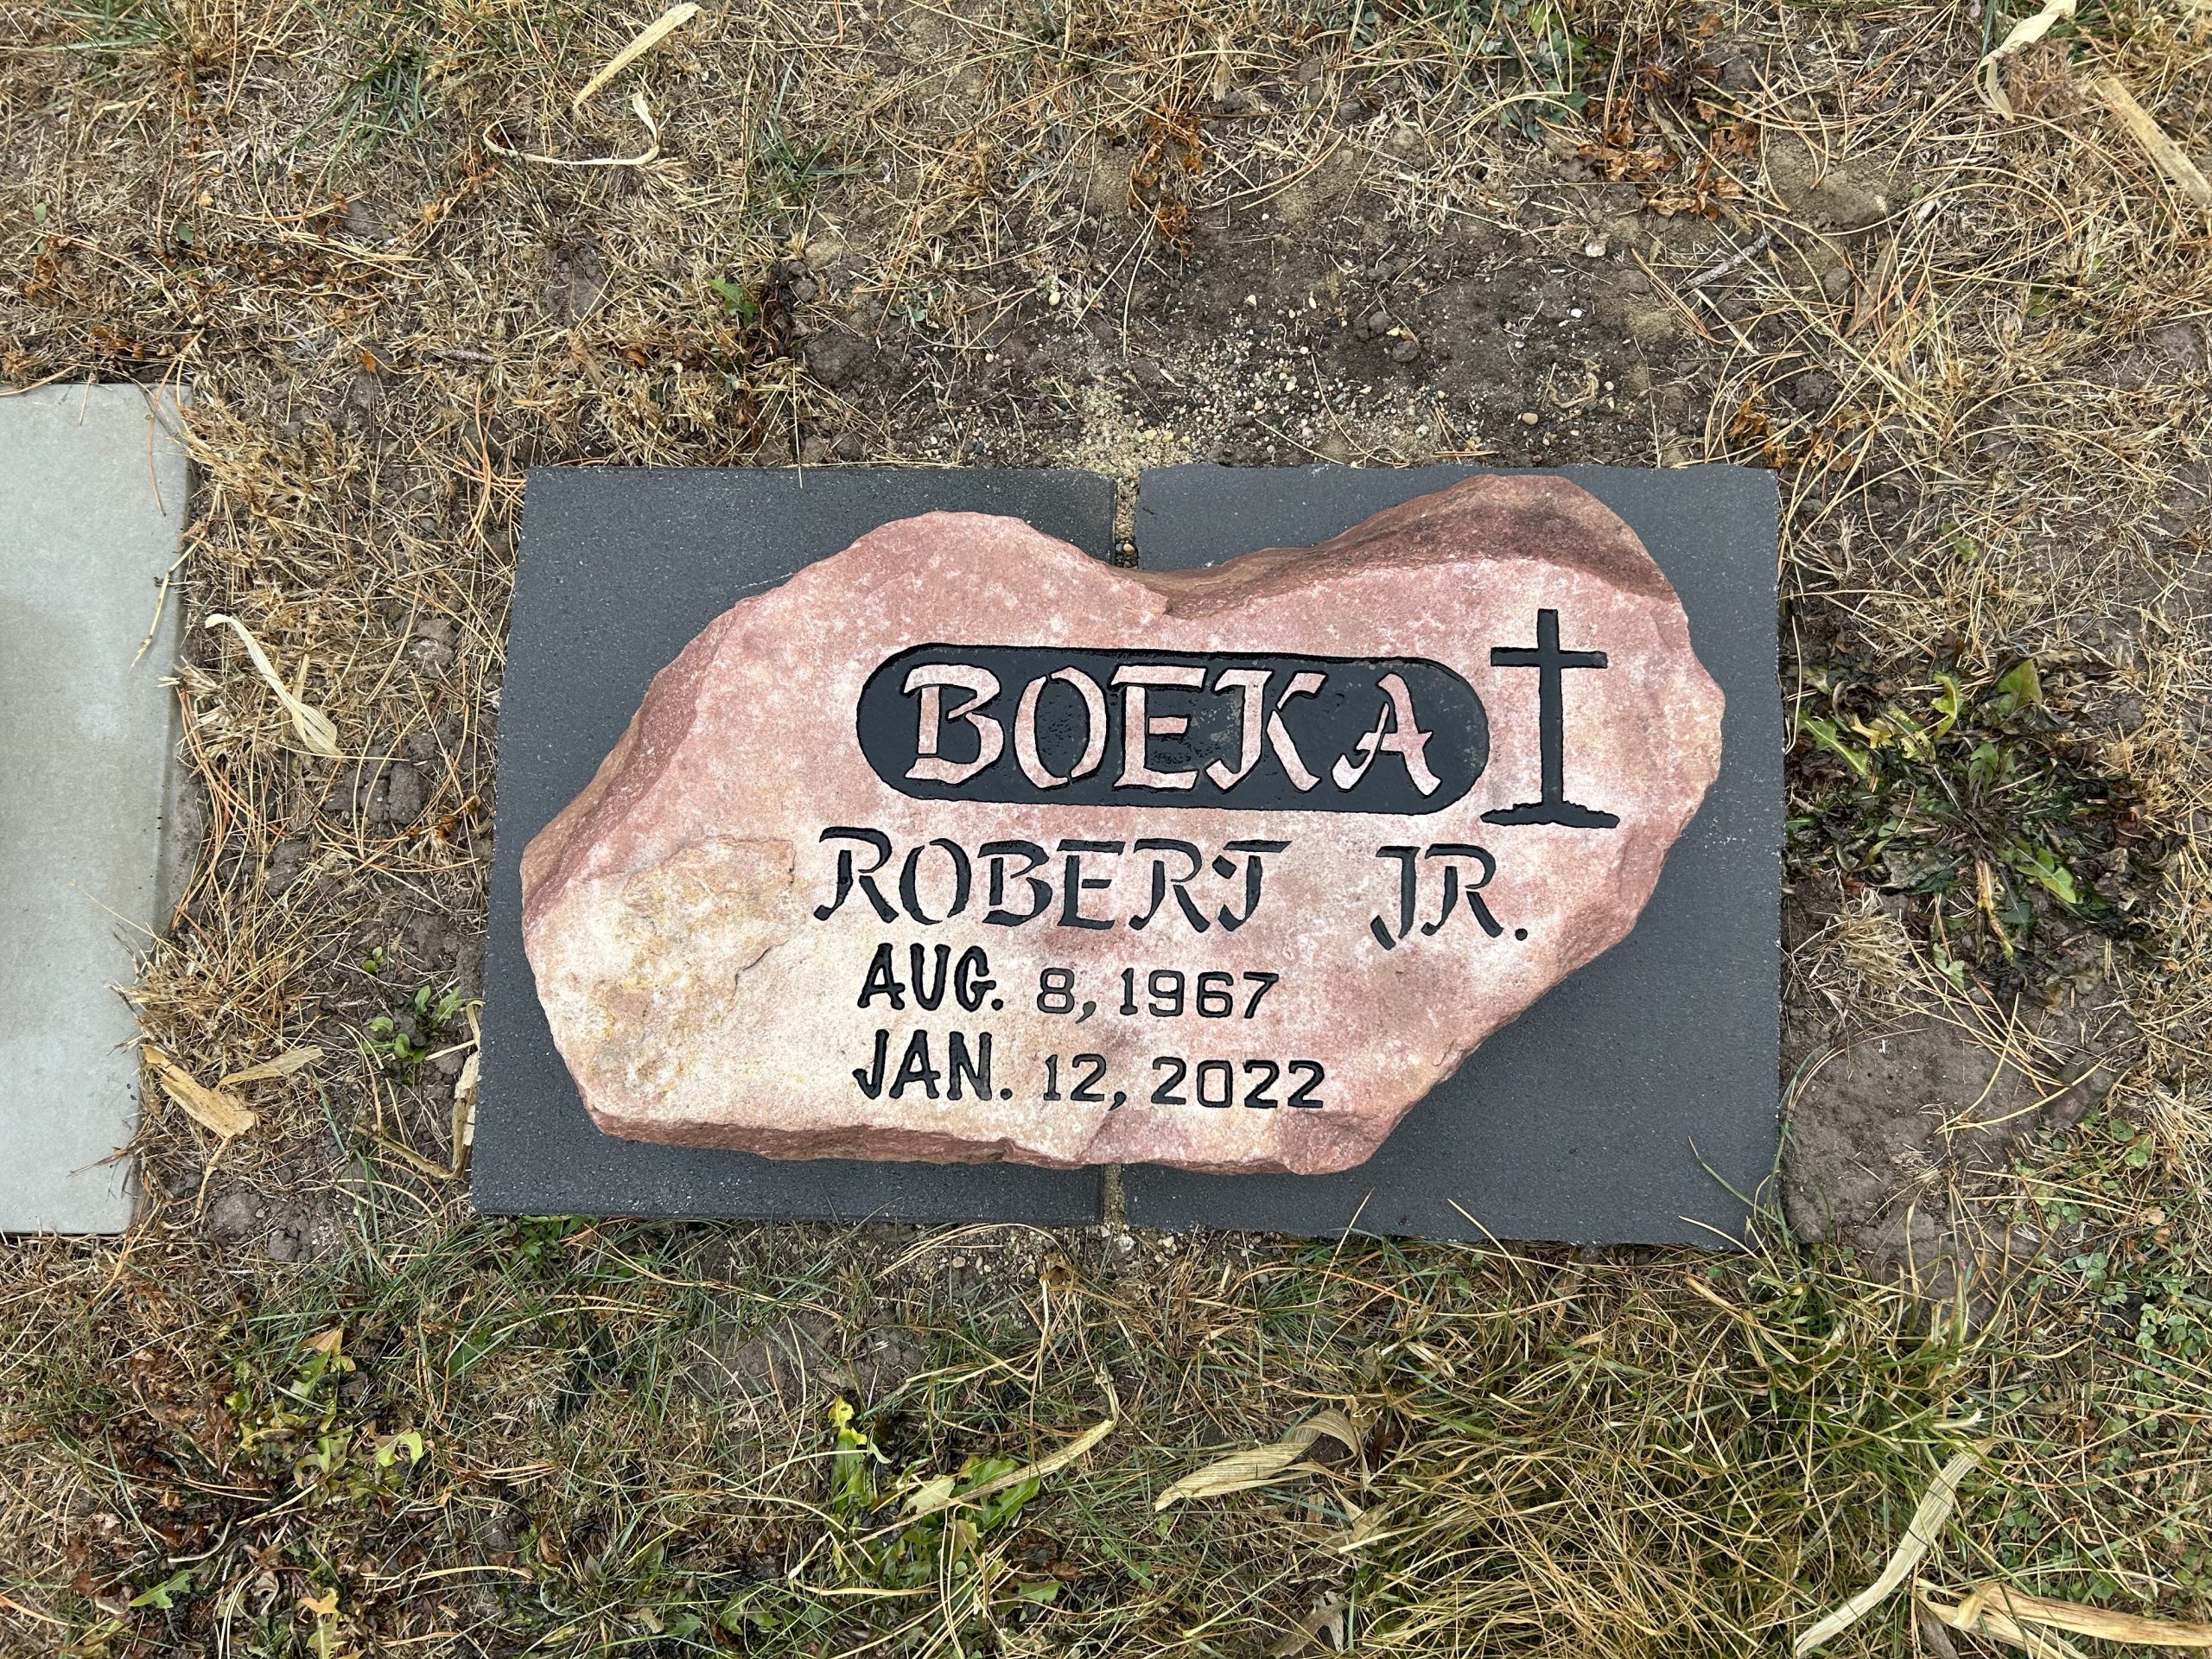 BOEKA
ROBERT JR.
AUG. 8, 1967
JAN. 12, 2022